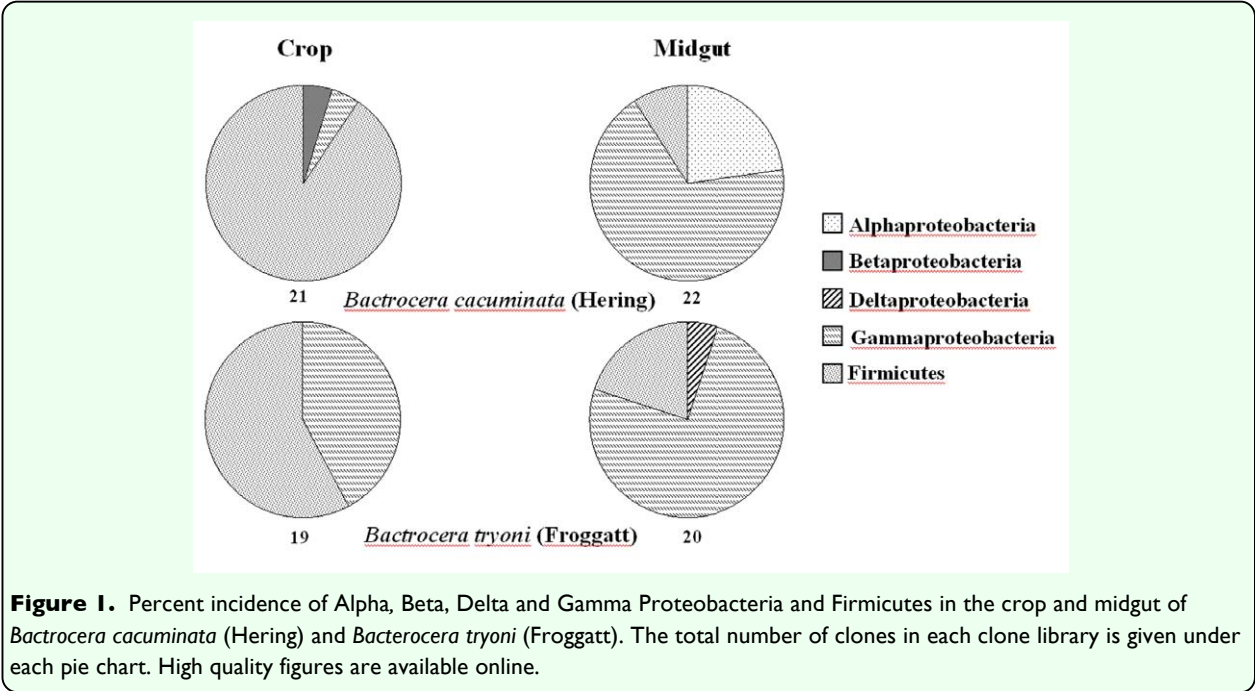 Crop Midgut
Alphaproteobacteria
Betaproteobacteria
21 Bactrocera cacuminata (Hering) 22
Deltaproteobacteria
Gammaproteobacteria
Firmicutes
19 Bactrocera tryoni (Froggatt) 20
Figure 1. Percent incidence of Alpha, Beta, Delta and Gamma Proteobacteria and Firmicutes in the crop and midgut of
Bactrocera cacuminata (Hering) and Bacterocera tryoni (Froggatt). The total number of clones in each clone library is given under
each pie chart. High quality figures are available online.